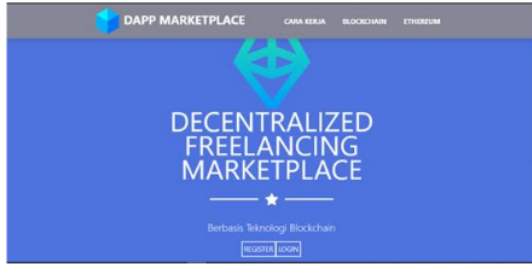 DAPP MARKETPLACE CARA KERJA BLOCKCHAIN ETHEREUM
DECENTRALIZED
FREELANCING
MARKETPLACE
Berbasis Teknologi Blockchain
REGISTER LOGIN